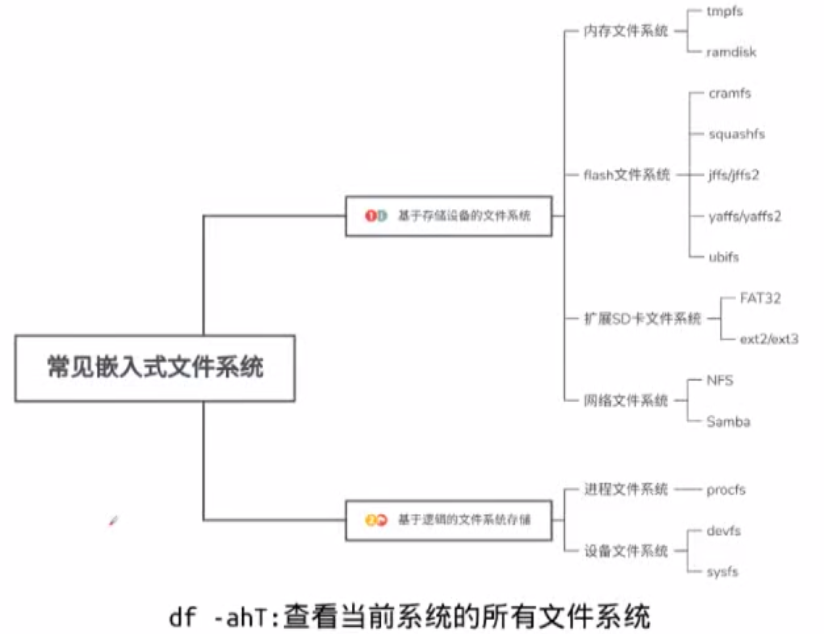 常见嵌入式文件系统
基于存储设备的文件系统
内存文件系统
tmpfs
ramdisk
flash文件系统
cramfs
squashfs
jffs/jffs2
yaffs/yaffs2
ubifs
扩展SD卡文件系统
FAT32
ext2/ext3
网络文件系统
NFS
Samba
基于逻辑的文件系统存储
进程文件系统
procfs
设备文件系统
devfs
sysfs
df -ahT:查看当前系统的所有文件系统